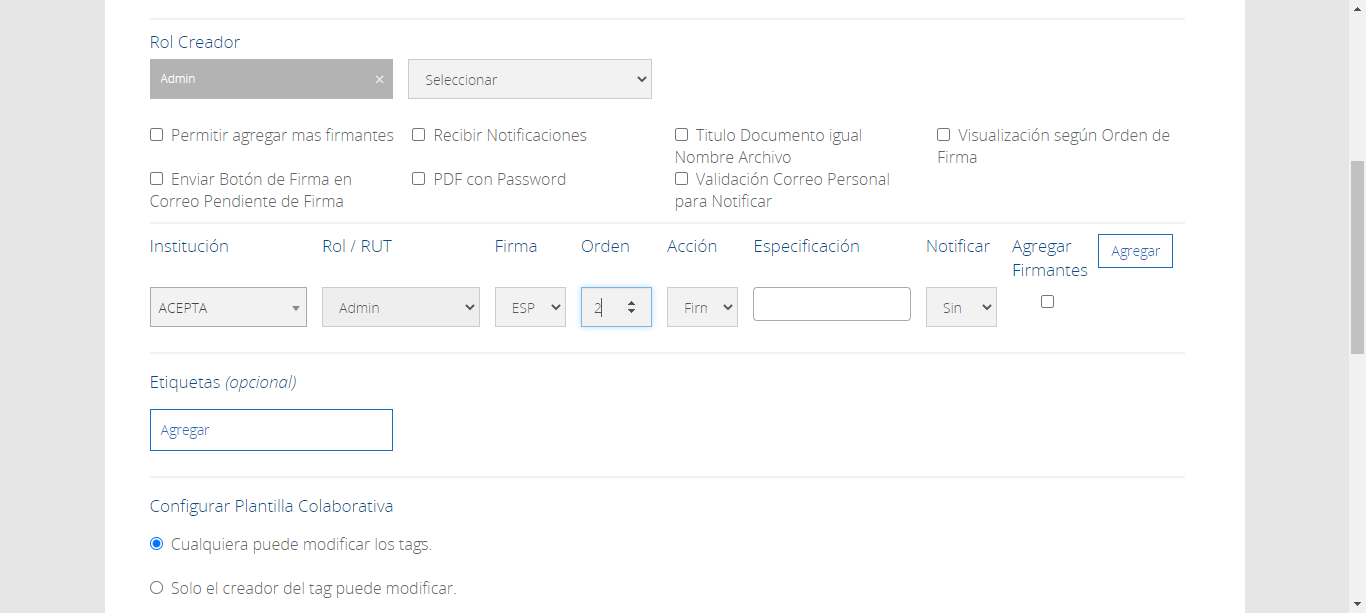 Rol Creador
Admin ×
Seleccionar
Permitir agregar mas firmantes
Recibir Notificaciones
Titulo Documento igual
Nombre Archivo
Visualización según Orden de
Firma
Enviar Botón de Firma en
Correo Pendiente de Firma
PDF con Password
Validación Correo Personal
para Notificar
Institución
Rol / RUT
Firma
Orden
Acción
Especificación
Notificar
Agregar
Firmantes
Agregar
ACEPTA
Admin
ESP
2
Firn
Sin
Etiquetas (opcional)
Agregar
Configurar Plantilla Colaborativa
Cualquiera puede modificar los tags.
Solo el creador del tag puede modificar.